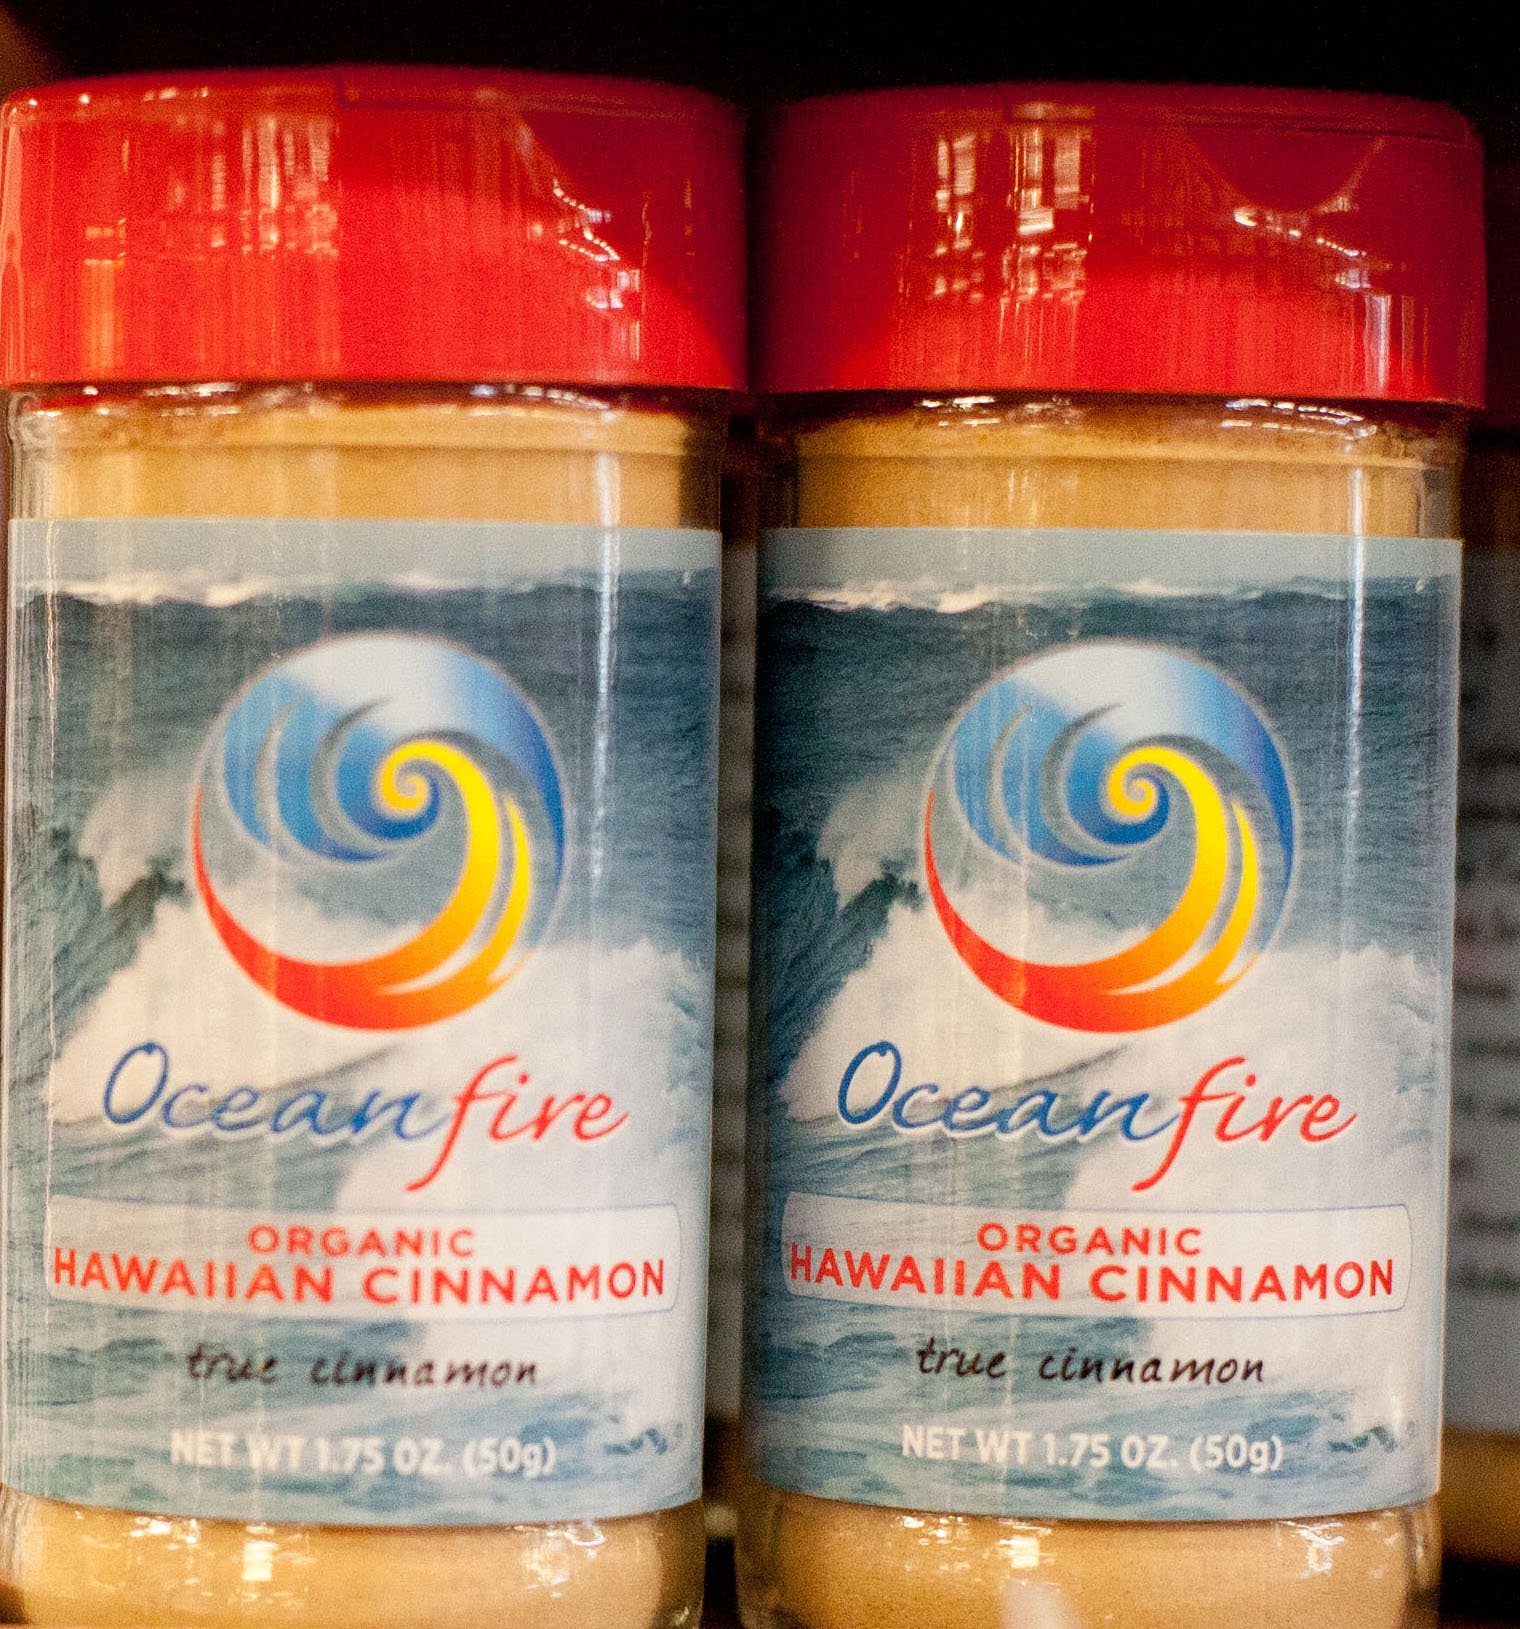 Oceanfire
ORGANIC
HAWAIIAN CINNAMON
true cinnamon
NET WT 1.75 OZ. (50g)
Oceanfire
ORGANIC
HAWAIIAN CINNAMON
true cinnamon
NET WT 1.75 OZ. (50g)